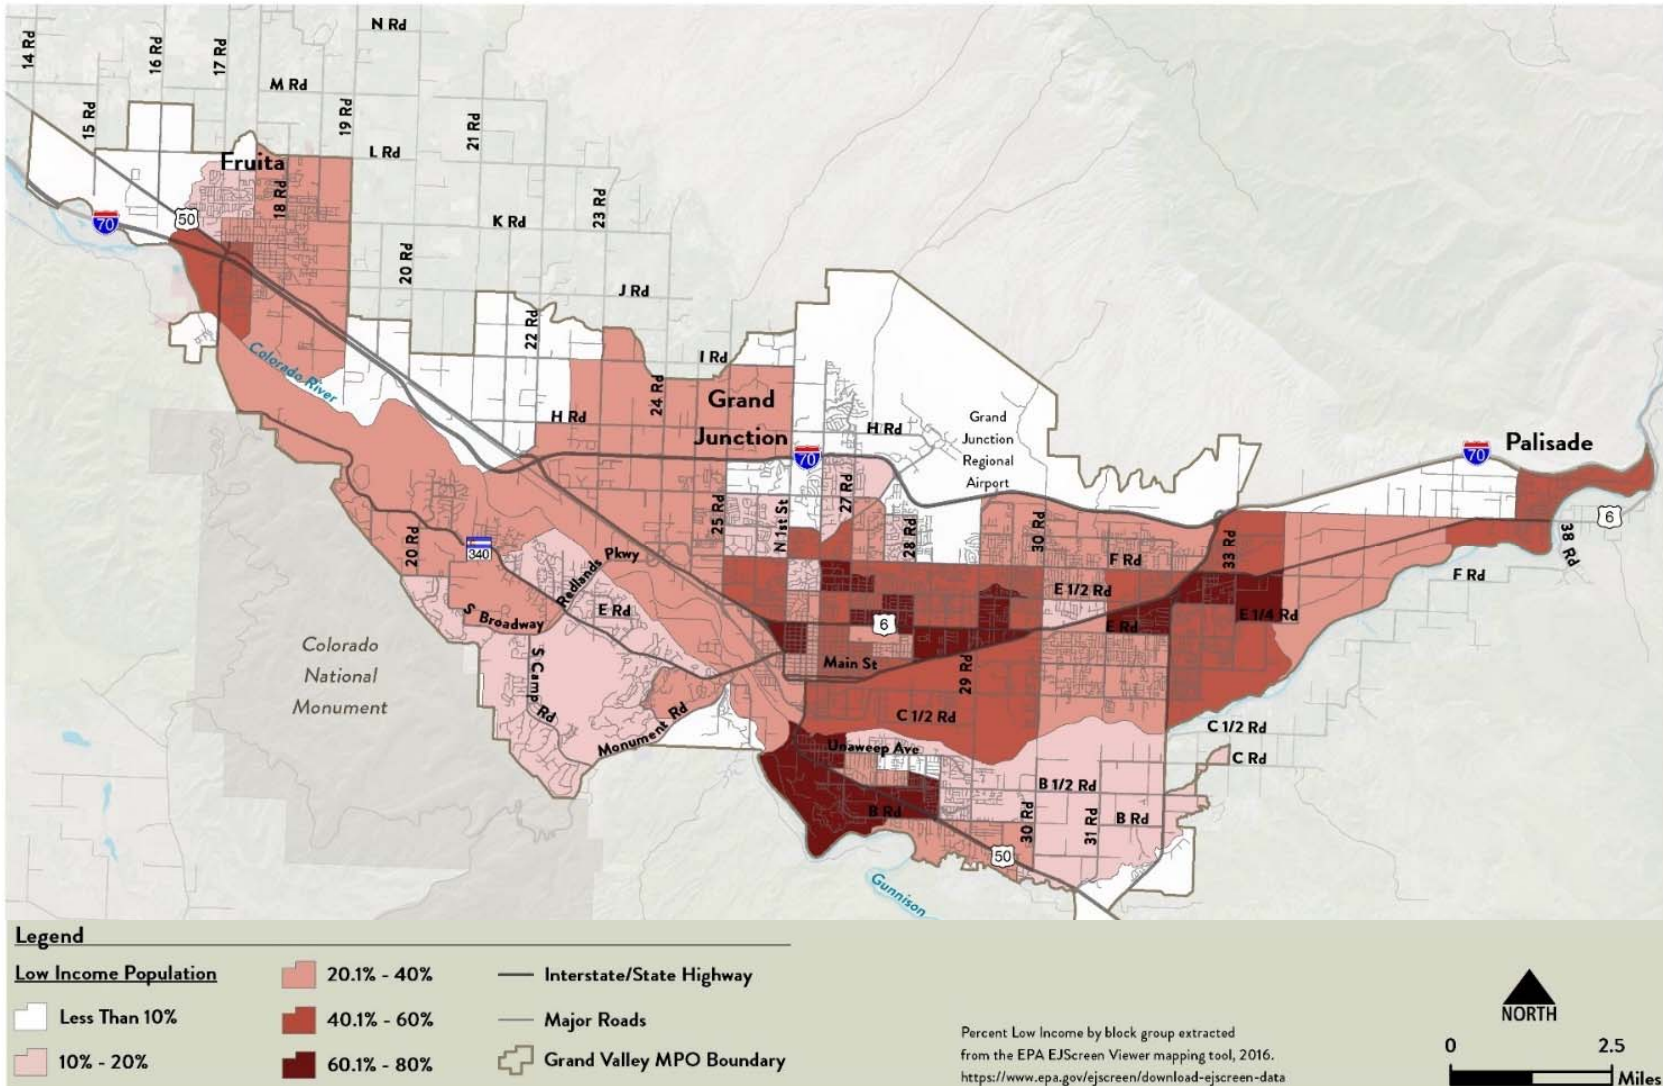 N Rd
14 Rd
16 Rd
17 Rd
M Rd
15 Rd
19 Rd
21 Rd
L Rd
Fruita
18 Rd
23 Rd
50
70
K Rd
20 Rd
J Rd
22 Rd
Colorado River
I Rd
24 Rd
Grand
Junction
H Rd
H Rd
Grand
Junction
Regional
Airport
70
70
Palisade
25 Rd
N 1st St
27 Rd
28 Rd
30 Rd
33 Rd
38 Rd
6
20 Rd
340
Redlands Pkwy
F Rd
F Rd
E 1/2 Rd
S Broadway
E Rd
6
E Rd
E 1/4 Rd
Colorado
National
Monument
S Camp Rd
Main St
29 Rd
Monument Rd
C 1/2 Rd
C 1/2 Rd
Unaweep Ave
C Rd
B 1/2 Rd
B Rd
30 Rd
31 Rd
B Rd
50
Gunnison
Legend
Low Income Population
Less Than 10%
10% - 20%
20.1% - 40%
40.1% - 60%
60.1% - 80%
Interstate/State Highway
Major Roads
Grand Valley MPO Boundary
Percent Low Income by block group extracted
from the EPA EJScreen Viewer mapping tool, 2016.
https://www.epa.gov/ejscreen/download-ejscreen-data
NORTH
0 2.5
Miles